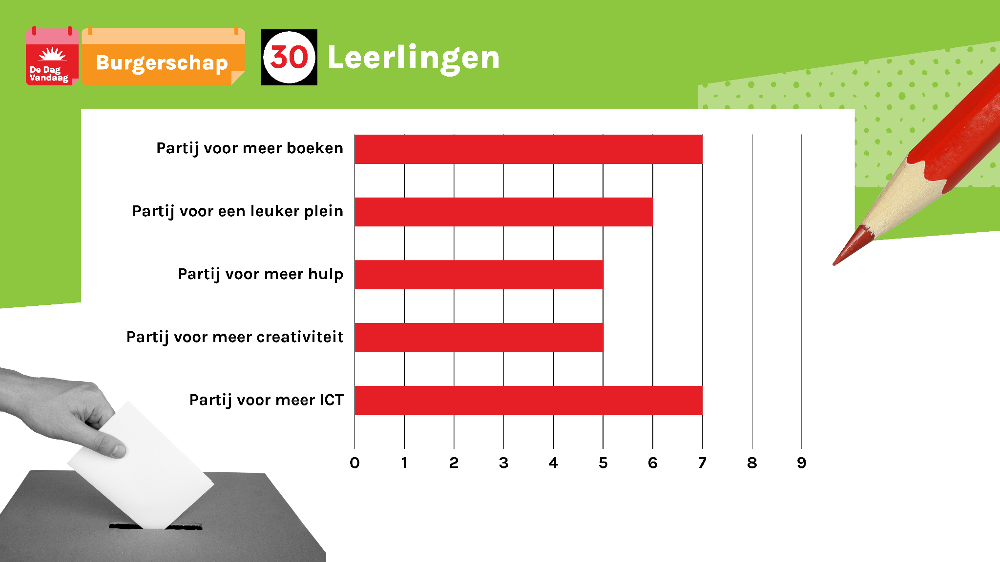 De Dag
Vandaag
Burgerschap
30
Leerlingen
Partij voor meer boeken
Partij voor een leuker plein
Partij voor meer hulp
Partij voor meer creativiteit
Partij voor meer ICT
0 1 2 3 4 5 6 7 8 9